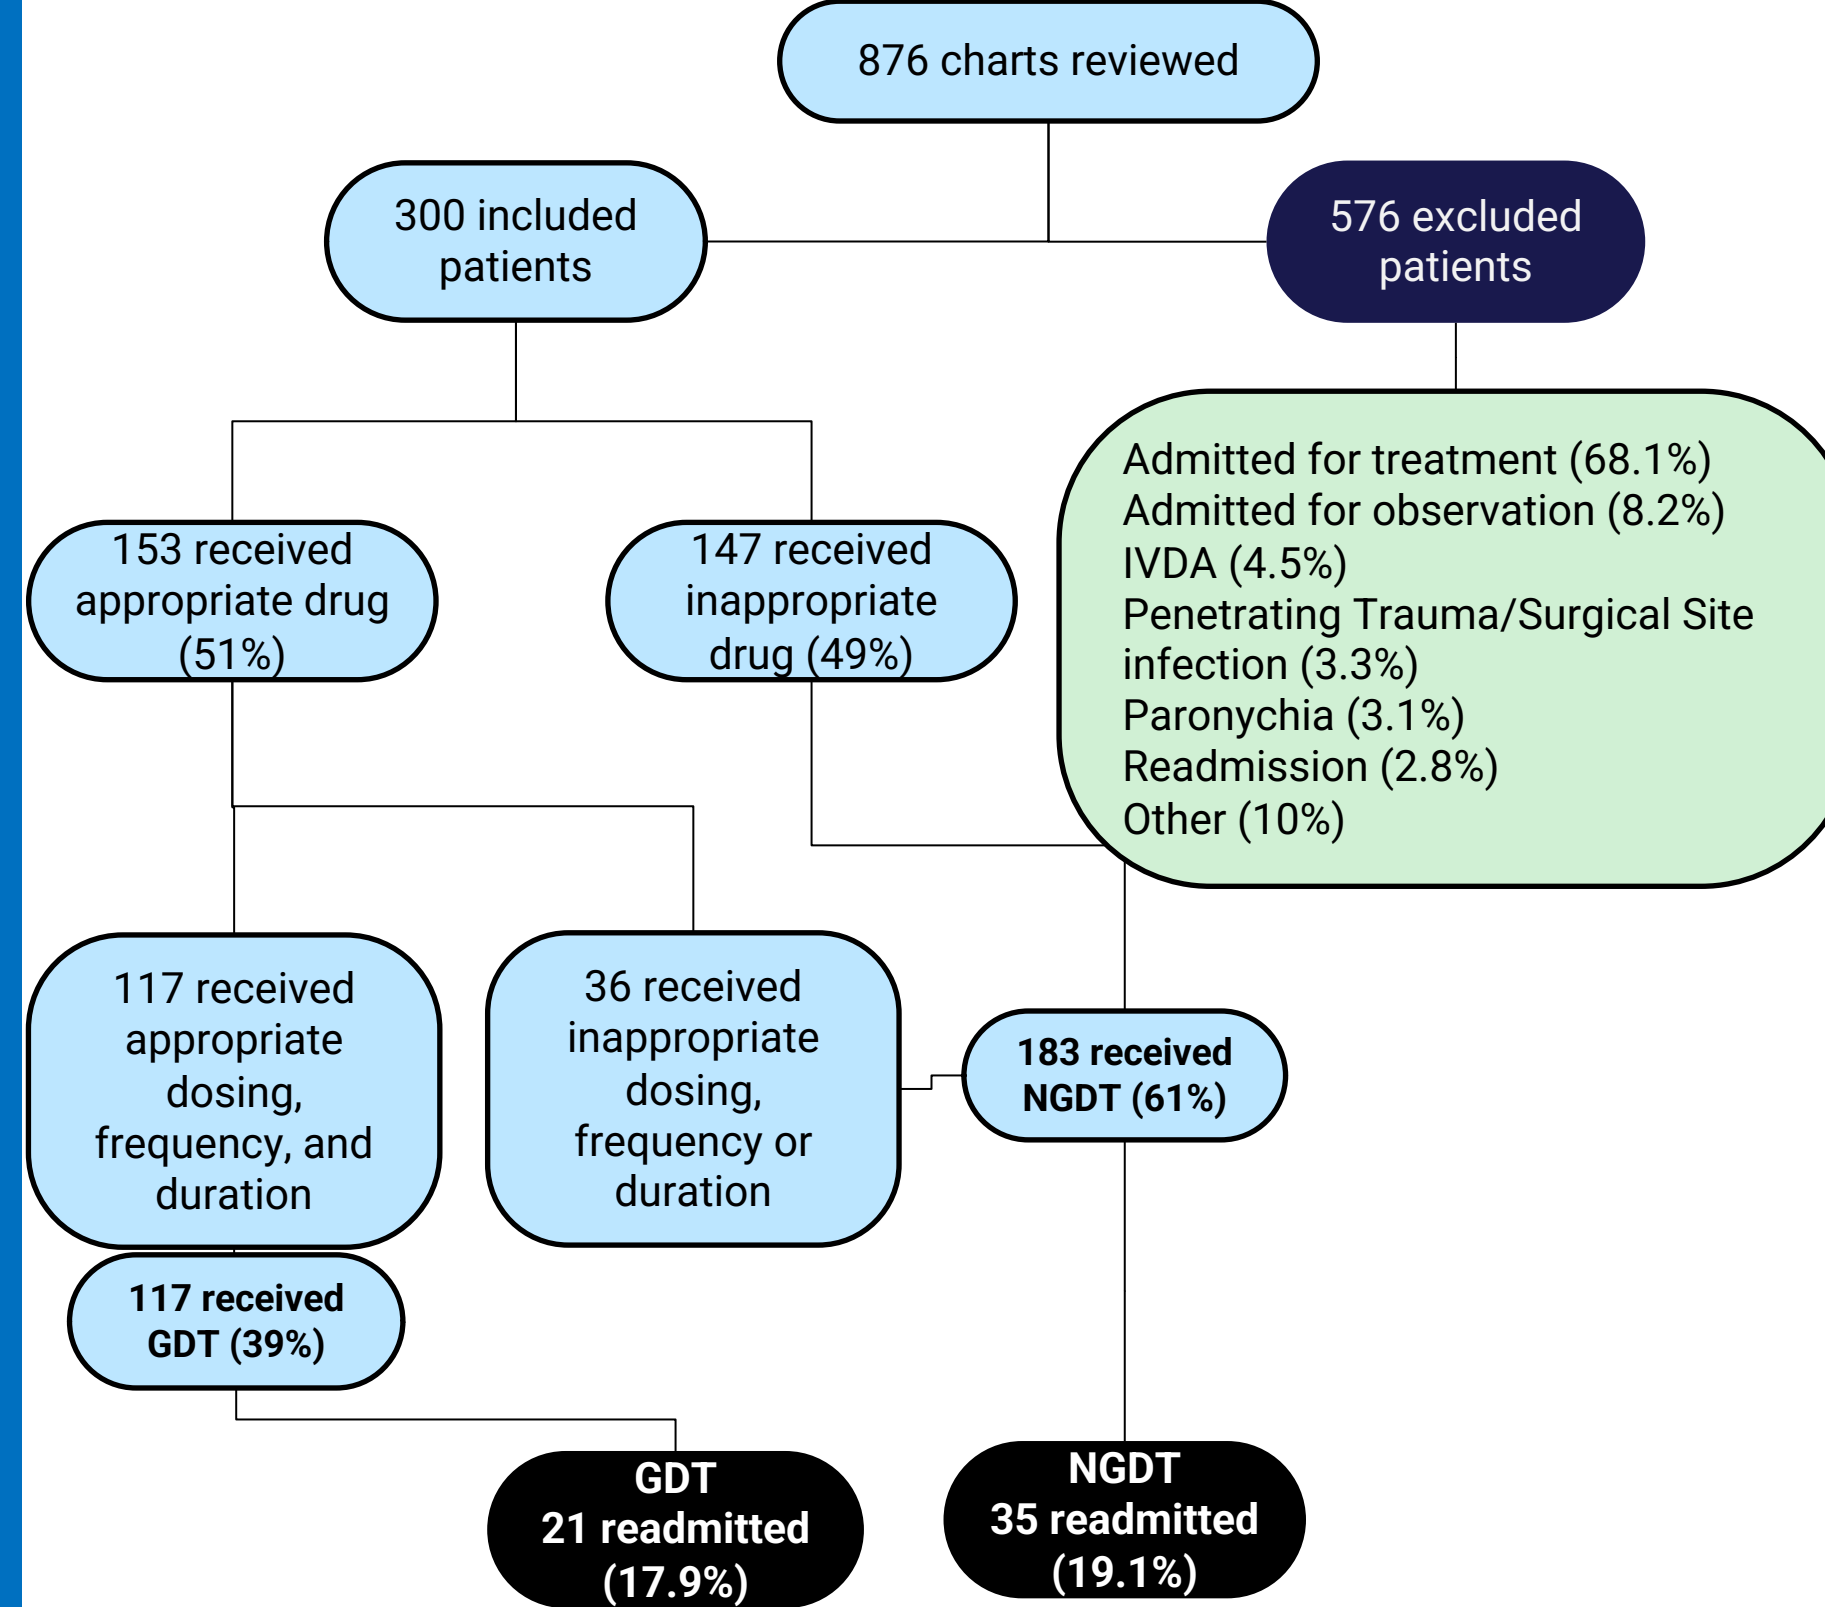 876 charts reviewed
300 included
patients
576 excluded
patients
153 received
appropriate drug
(51%)
147 received
inappropriate
drug (49%)
Admitted for treatment (68.1%)
Admitted for observation (8.2%)
IVDA (4.5%)
Penetrating Trauma/Surgical Site
infection (3.3%)
Paronychia (3.1%)
Readmission (2.8%)
Other (10%)
117 received
appropriate
dosing,
frequency, and
duration
36 received
inappropriate
dosing,
frequency or
duration
183 received
NGDT (61%)
117 received
GDT (39%)
GDT
21 readmitted
(17.9%)
NGDT
35 readmitted
(19.1%)